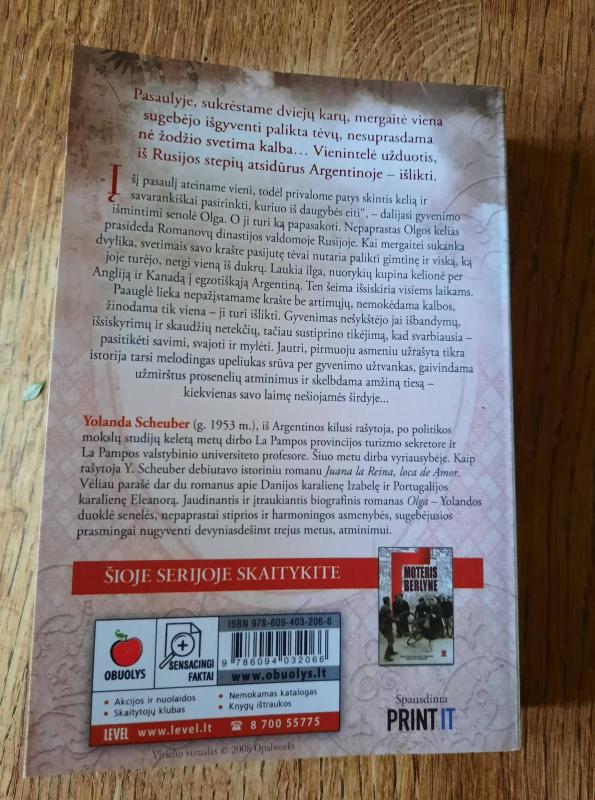 Pasaulyje, sukrėstame dviejų karų, mergaitė viena
sugebėjo išgyventi palikta tėvų, nesuprasdama
nė žodžio svetima kalba... Vienintelė užduotis,
iš Rusijos stepių atsidūrus Argentinoje – išlikti.
„Į šį pasaulį ateiname vieni, todėl privalome patys skintis kelią ir
savarankiškai pasirinkti, kuriuo iš daugybės eiti“, – dalijasi gyvenimo
išmintimi senolė Olga. O ji turi ką papasakoti. Nepaprastas Olgos kelias
prasideda Romanovų dinastijos valdomoje Rusijoje. Kai mergaitei sukanka
dvylika, svetimais savo krašte pasijutę tėvai nutaria palikti gimtinę ir viską, ką
joje turėjo, netgi vieną iš dukrų. Laukia ilga, nuotykių kupina kelionė per
Angliją ir Kanadą į egzotiškąją Argentiną. Ten šeima išsiskiria visiems laikams.
Paauglė lieka nepažįstamame krašte be artimųjų, nemokėdama kalbos,
žinodama tik viena – ji turi išlikti. Gyvenimas nešykštėjo jai išbandymų,
išsiskyrimų ir skaudžių netekčių, tačiau sustiprino tikėjimą, kad svarbiausia –
pasitikėti savimi, svajoti ir mylėti. Jautri, pirmuoju asmeniu užrašyta tikra
istorija tarsi melodingas upeliukas srūva per gyvenimo užtvankas, gaivindama
užmirštus prosenelių atminimus ir skelbdama amžiną tiesą –
kiekvienas savo laimę nešiojamės širdyje...
Yolanda Scheuber (g. 1953 m.), iš Argentinos kilusi rašytoja, po politikos
mokslų studijų keletą metų dirbo La Pampos provincijos turizmo sekretore ir
La Pampos valstybinio universiteto profesore. Šiuo metu dirba vyriausybėje. Kaip
rašytoja Y. Scheuber debiutavo istoriniu romanu Juana la Reina, loca de Amor.
Vėliau parašė dar du romanus apie Danijos karalienę Izabelę ir Portugalijos
karalienę Eleanorą. Jaudinantis ir įtraukiantis biografinis romanas Olga – Yolandos
duoklė senelės, nepaprastai stiprios ir harmoningos asmenybės, sugebėjusios
prasmingai nugyventi devyniasdešimt trejus metus, atminimui.
ŠIOJE SERIJOJE SKAITYKITE
MOTERIS
BERLYNE
OBUOLYS
SENSACINGI
FAKTAI
ISBN 978-609-403-206-6
9 786094 032066
www.obuolys.lt
• Akcijos ir nuolaidos
• Skaitytojų klubas
• Nemokamas katalogas
• Knygų ištraukos
LEVEL www.level.lt ☎ 8 700 55775
Spausdinta
PRINT IT
Viršelio vizualas © 2008 Opalworks